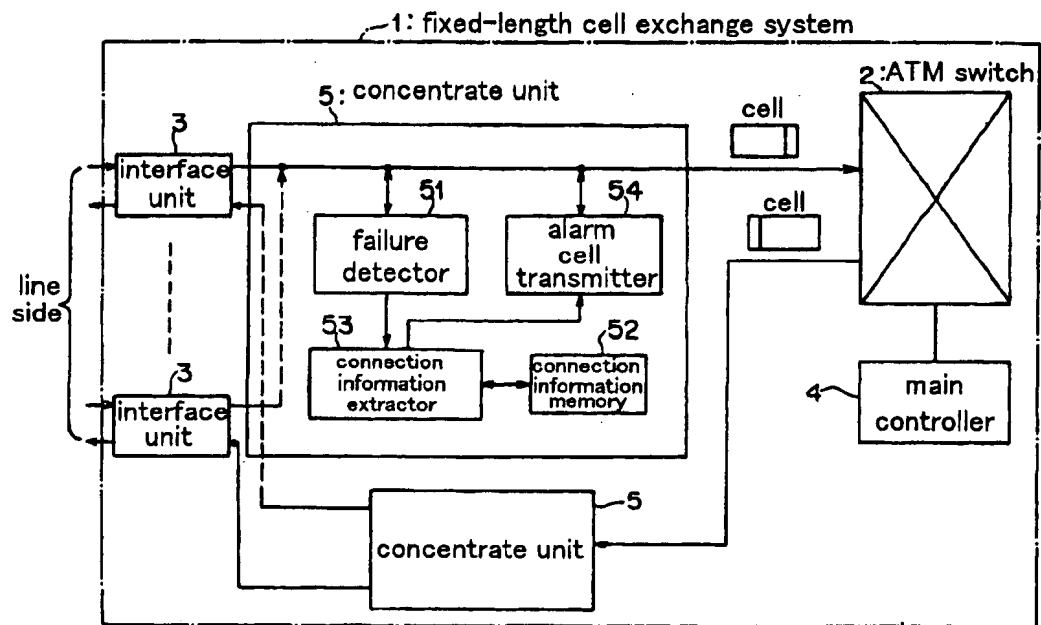 1: fixed-length cell exchange system
2:ATM switch
5: concentrate unit
cell
3
interface
unit
51
failure
detector
54
alarm
cell
transmitter
cell
line
side
53
connection
information
extractor
52
connection
information
memory
3
interface
unit
4
main
controller
5
concentrate unit